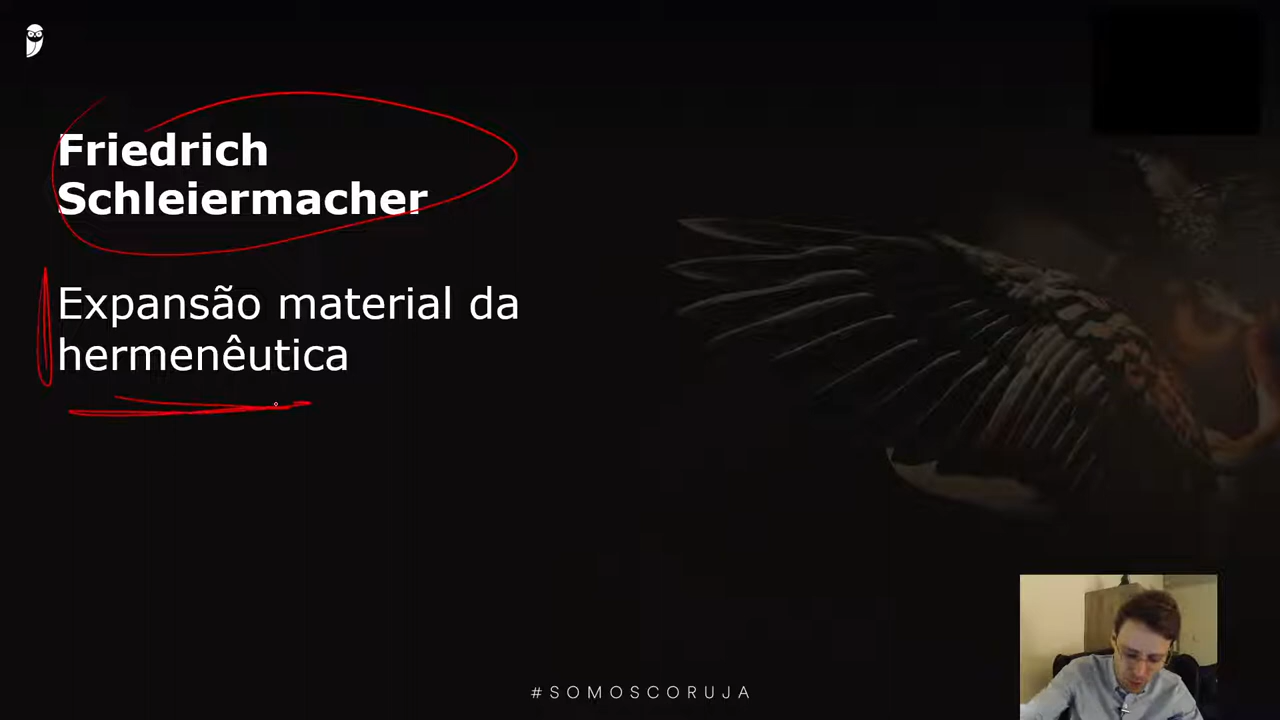 Friedrich
Schleiermacher
Expansão material da
hermenêutica
#SOMOSCORUJA